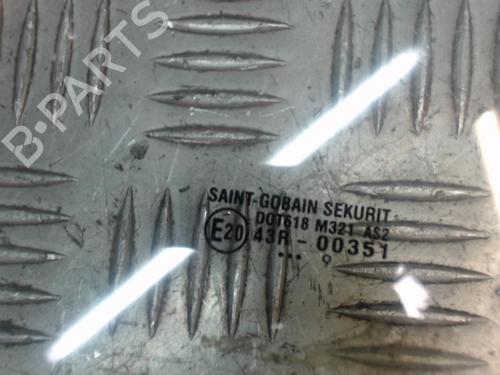 B-PARTS
SAINT-GOBAIN SEKURIT
DOT618 M321 AS2
E20 43R - 00351
... 9